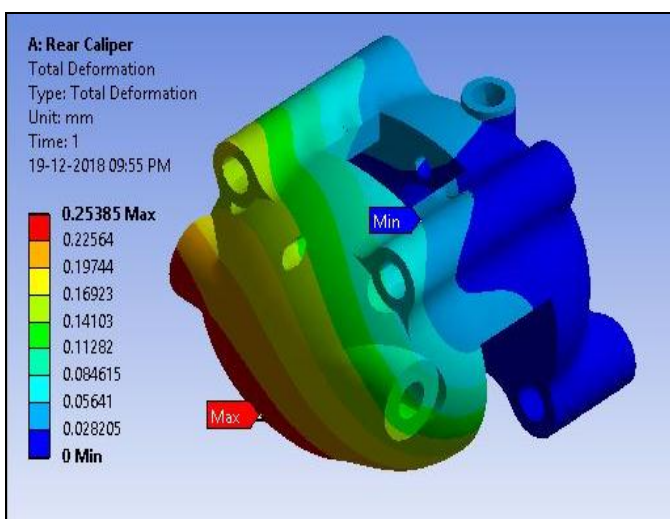 A: Rear Caliper
Total Deformation
Type: Total Deformation
Unit: mm
Time: 1
19-12-2018 09:55 PM
0.25385 Max
0.22564
0.19744
0.16923
0.14103
0.11282
0.084615
0.05641
0.028205
0 Min
Min
Max